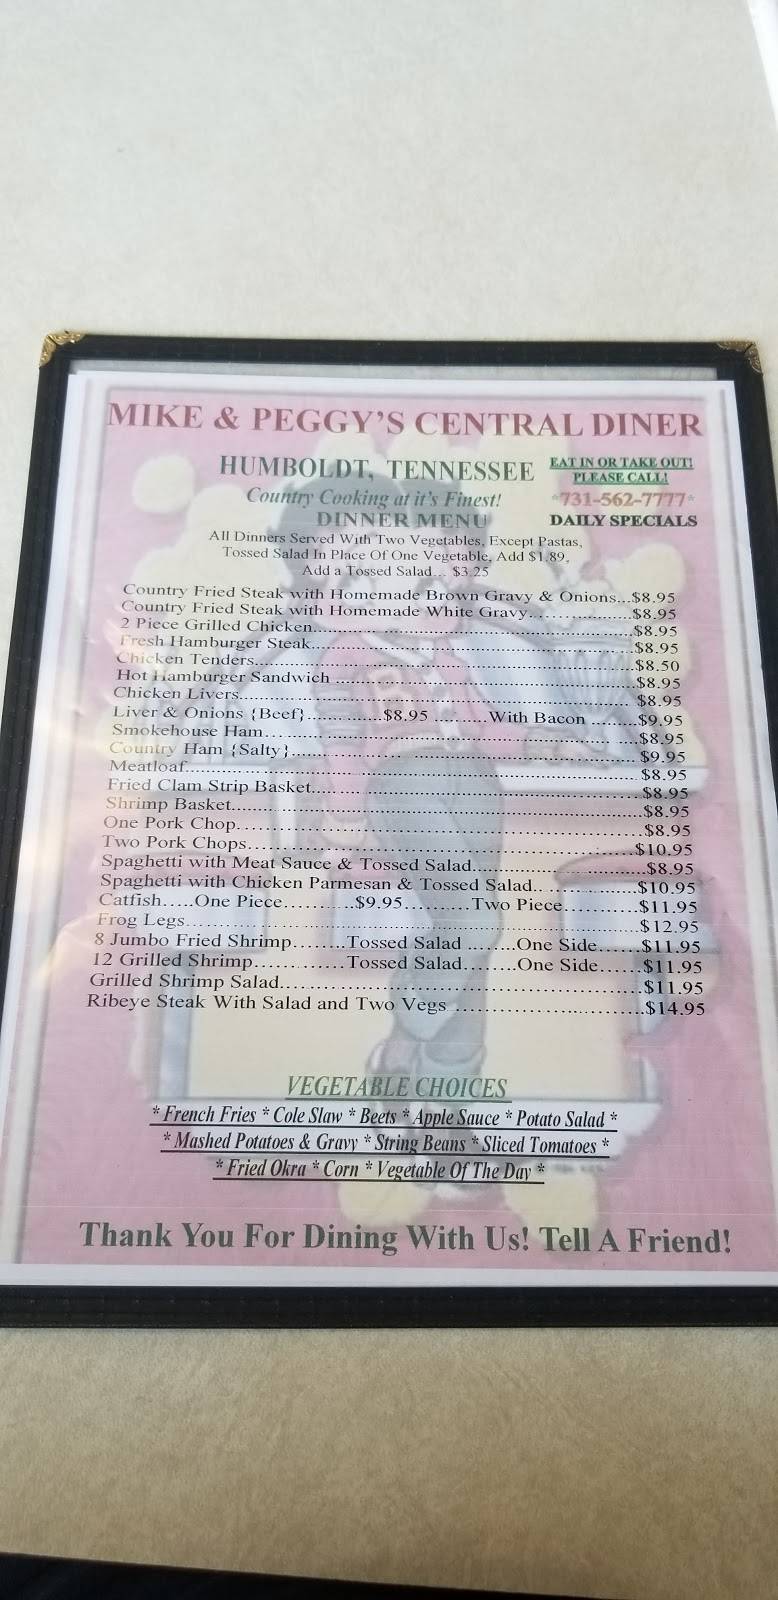 MIKE & PEGGY'S CENTRAL DINER
HUMBOLDT, TENNESSEE
EAT IN OR TAKE OUT!
PLEASE CALL!
Country Cooking at it's Finest!
*731-562-7777*
DINNER MENU
DAILY SPECIALS
All Dinners Served With Two Vegetables, Except Pastas,
Tossed Salad In Place Of One Vegetable, Add $1.89,
Add a Tossed Salad... $3.25
Country Fried Steak with Homemade Brown Gravy & Onions...$8.95
Country Fried Steak with Homemade White Gravy...................$8.95
2 Piece Grilled Chicken..........................................................$8.95
Fresh Hamburger Steak..........................................................$8.95
Chicken Tenders....................................................................$8.50
Hot Hamburger Sandwich ......................................................$8.95
Chicken Livers....................................................................... $8.95
Liver & Onions {Beef}..............$8.95 ..........With Bacon .........$9.95
Smokehouse Ham..................................................................$8.95
Country Ham {Salty}..............................................................$9.95
Meatloaf................................................................................ $8.95
Fried Clam Strip Basket..........................................................$8.95
Shrimp Basket........................................................................$8.95
One Pork Chop.......................................................................$8.95
Two Pork Chops.....................................................................$10.95
Spaghetti with Meat Sauce & Tossed Salad..............................$8.95
Spaghetti with Chicken Parmesan & Tossed Salad.. ................$10.95
Catfish.....One Piece..........$9.95..........Two Piece...........$11.95
Frog Legs...............................................................................$12.95
8 Jumbo Fried Shrimp........Tossed Salad ........One Side......$11.95
12 Grilled Shrimp.............Tossed Salad........One Side......$11.95
Grilled Shrimp Salad..............................................................$11.95
Ribeye Steak With Salad and Two Vegs ................................$14.95
VEGETABLE CHOICES
* French Fries * Cole Slaw * Beets * Apple Sauce * Potato Salad *
* Mashed Potatoes & Gravy * String Beans * Sliced Tomatoes *
* Fried Okra * Corn * Vegetable Of The Day *
Thank You For Dining With Us! Tell A Friend!